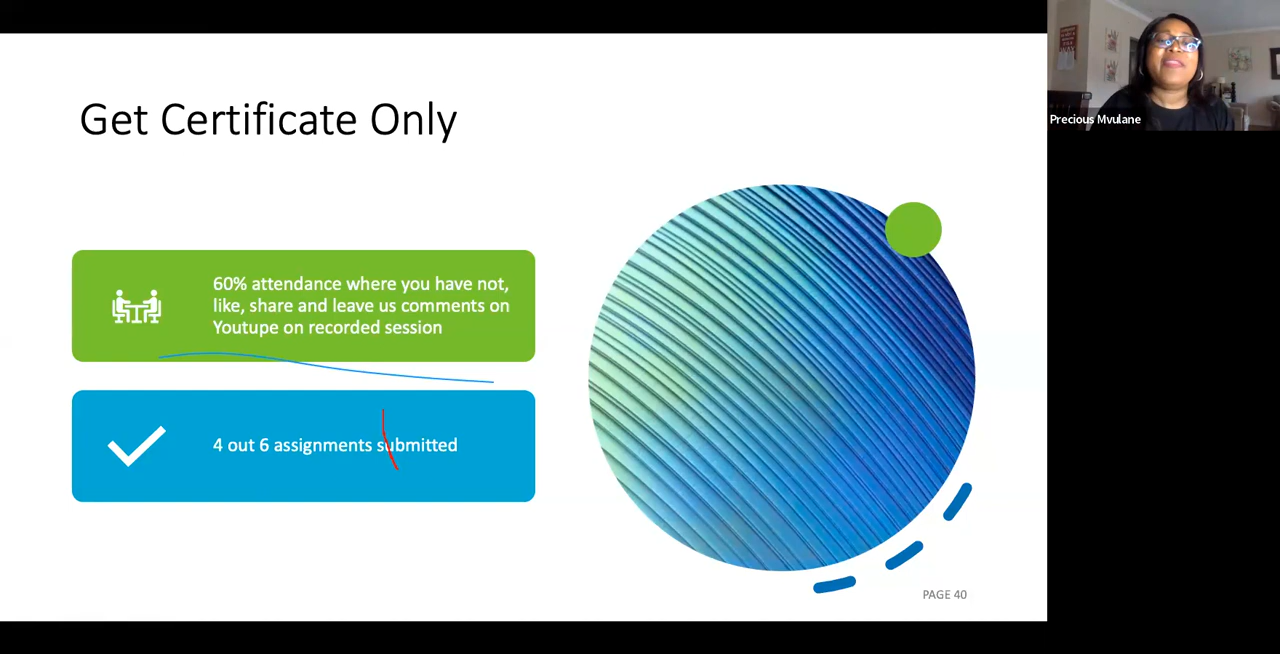 Get Certificate Only
60% attendance where you have not,
like, share and leave us comments on
Youtupe on recorded session
4 out 6 assignments submitted
PAGE 40
Precious Mvulane